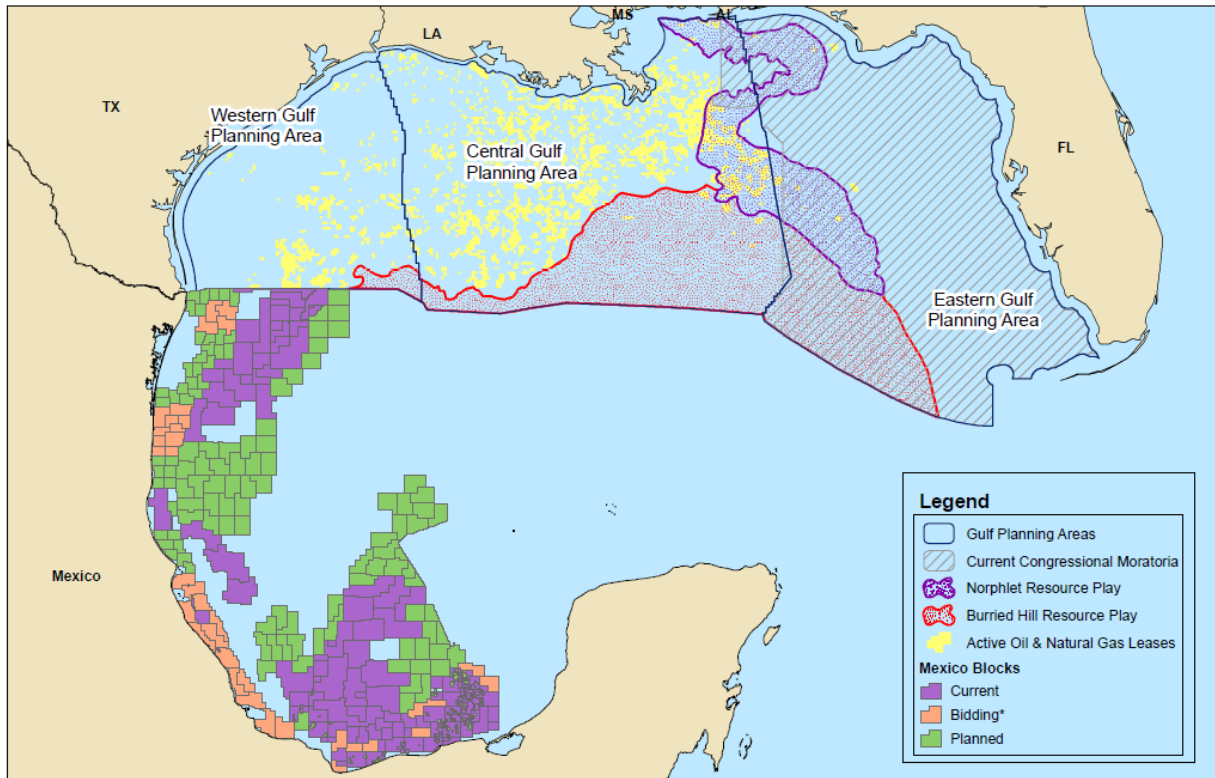 MS
AL
LA
TX
Western Gulf
Planning Area
Central Gulf
Planning Area
FL
Eastern Gulf
Planning Area
Mexico
Legend
Gulf Planning Areas
Current Congressional Moratoria
Norphlet Resource Play
Burried Hill Resource Play
Active Oil & Natural Gas Leases
Mexico Blocks
Current
Bidding*
Planned